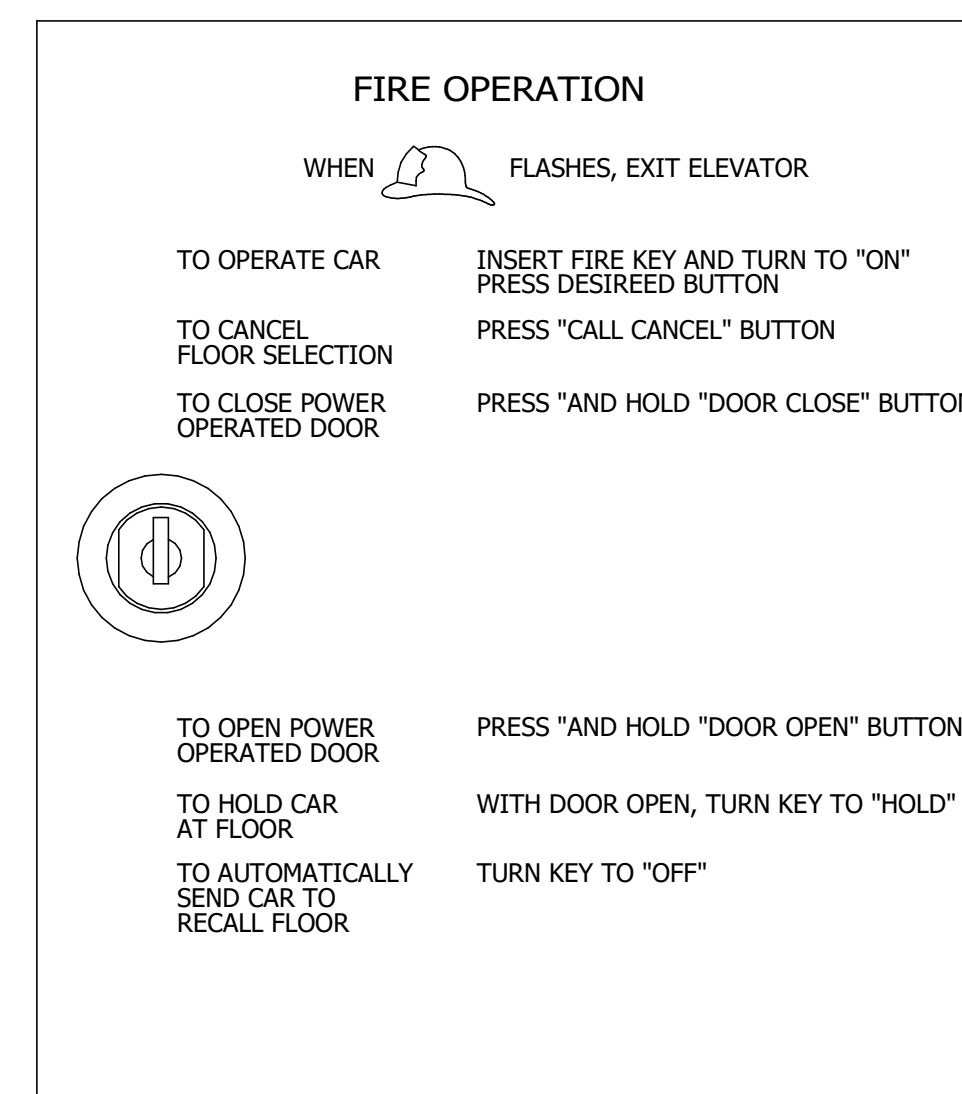 FIRE OPERATION
WHEN FLASHES, EXIT ELEVATOR
TO OPERATE CAR INSERT FIRE KEY AND TURN TO "ON"
PRESS DESIREED BUTTON
TO CANCEL PRESS "CALL CANCEL" BUTTON
FLOOR SELECTION
TO CLOSE POWER PRESS "AND HOLD "DOOR CLOSE" BUTTON
OPERATED DOOR
TO OPEN POWER PRESS "AND HOLD "DOOR OPEN" BUTTON
OPERATED DOOR
TO HOLD CAR WITH DOOR OPEN, TURN KEY TO "HOLD"
AT FLOOR
TO AUTOMATICALLY TURN KEY TO "OFF"
SEND CAR TO
RECALL FLOOR